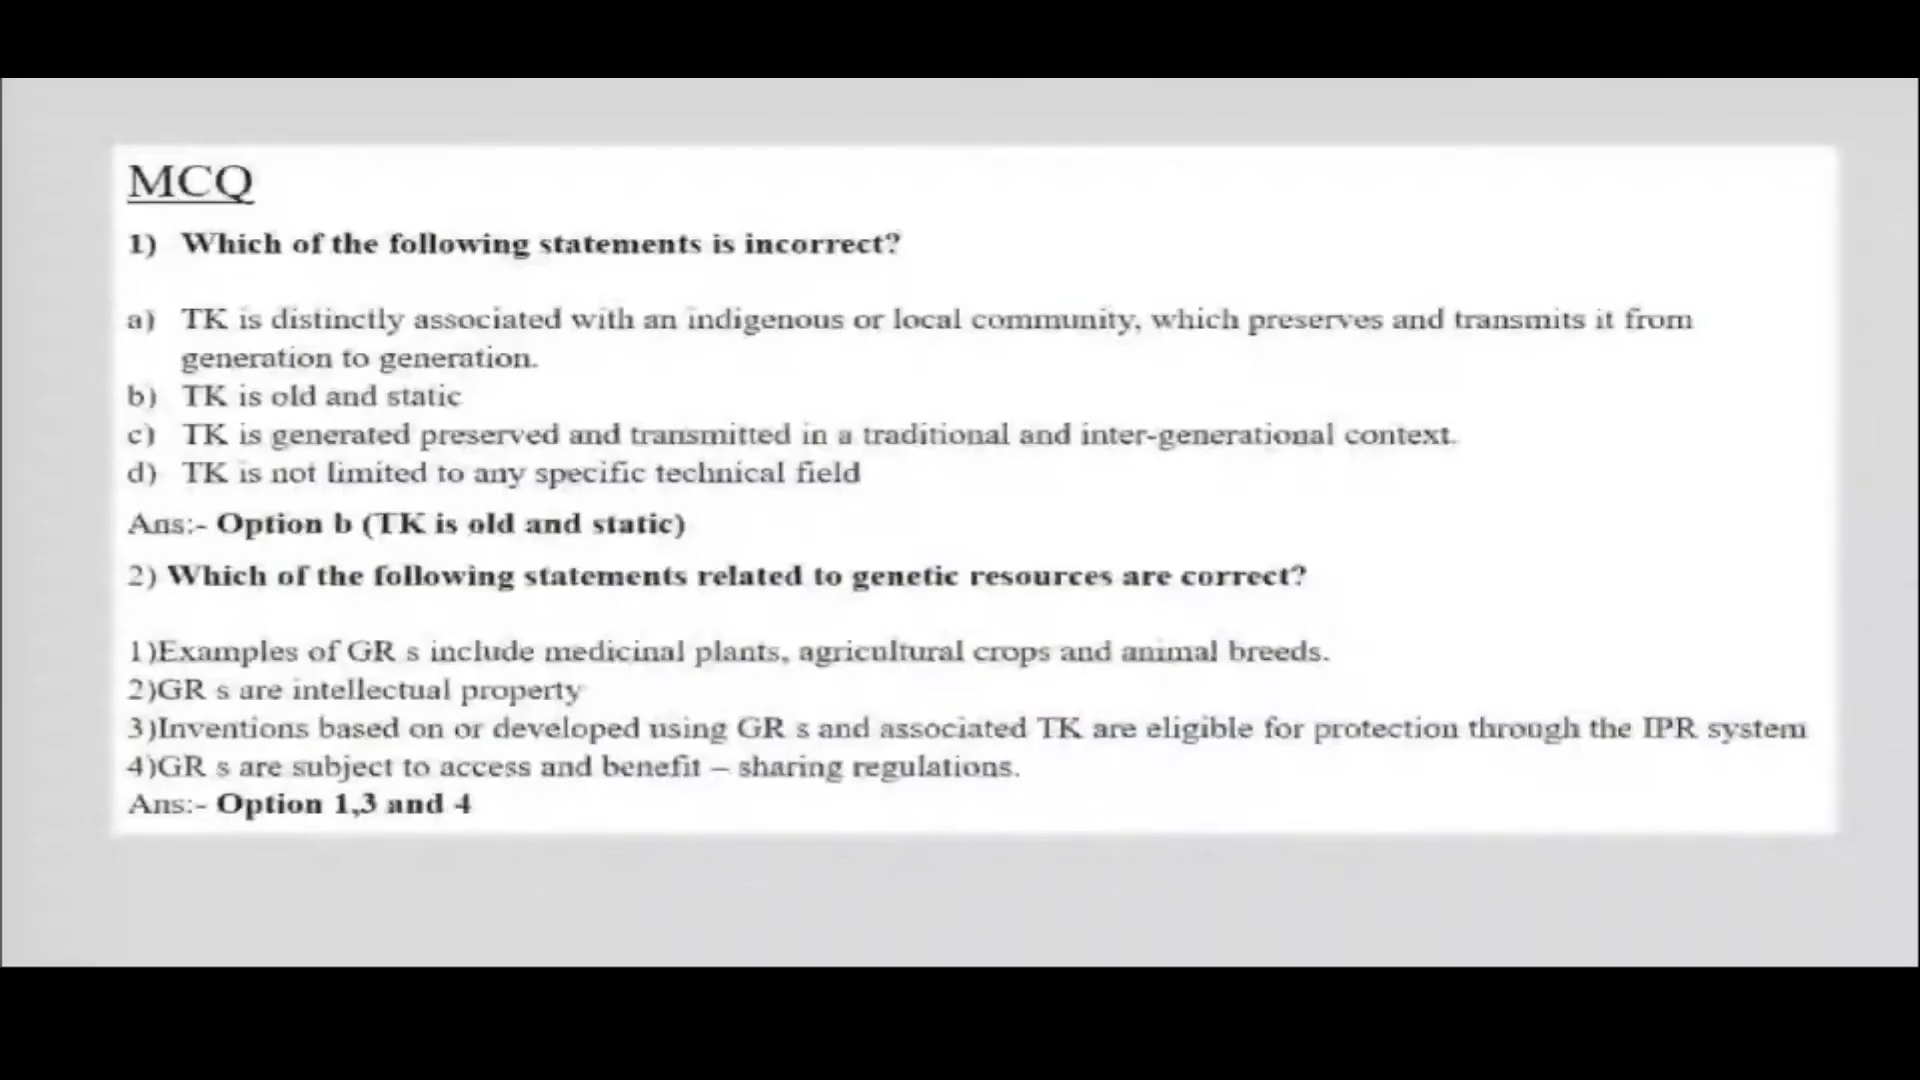 MCQ
1) Which of the following statements is incorrect?
a) TK is distinctly associated with an indigenous or local community, which preserves and transmits it from
generation to generation.
b) TK is old and static
c) TK is generated preserved and transmitted in a traditional and inter-generational context.
d) TK is not limited to any specific technical field
Ans:- Option b (TK is old and static)
2) Which of the following statements related to genetic resources are correct?
1)Examples of GR s include medicinal plants, agricultural crops and animal breeds.
2)GR s are intellectual property
3)Inventions based on or developed using GR s and associated TK are eligible for protection through the IPR system
4)GR s are subject to access and benefit – sharing regulations.
Ans:- Option 1,3 and 4